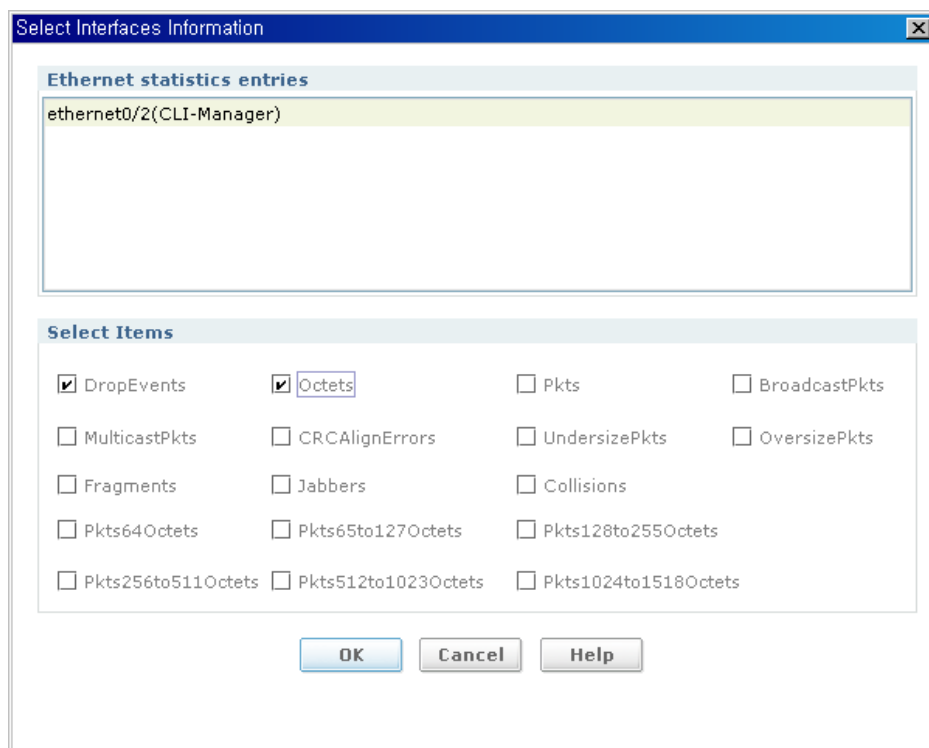 Select Interfaces Information
Ethernet statistics entries
ethernet0/2(CLI-Manager)
Select Items
DropEvents Octets Pkts BroadcastPkts
MulticastPkts CRCAlignErrors UndersizePkts OversizePkts
Fragments Jabbers Collisions
Pkts64Octets Pkts65to127Octets Pkts128to255Octets
Pkts256to511Octets Pkts512to1023Octets Pkts1024to1518Octets
OK Cancel Help